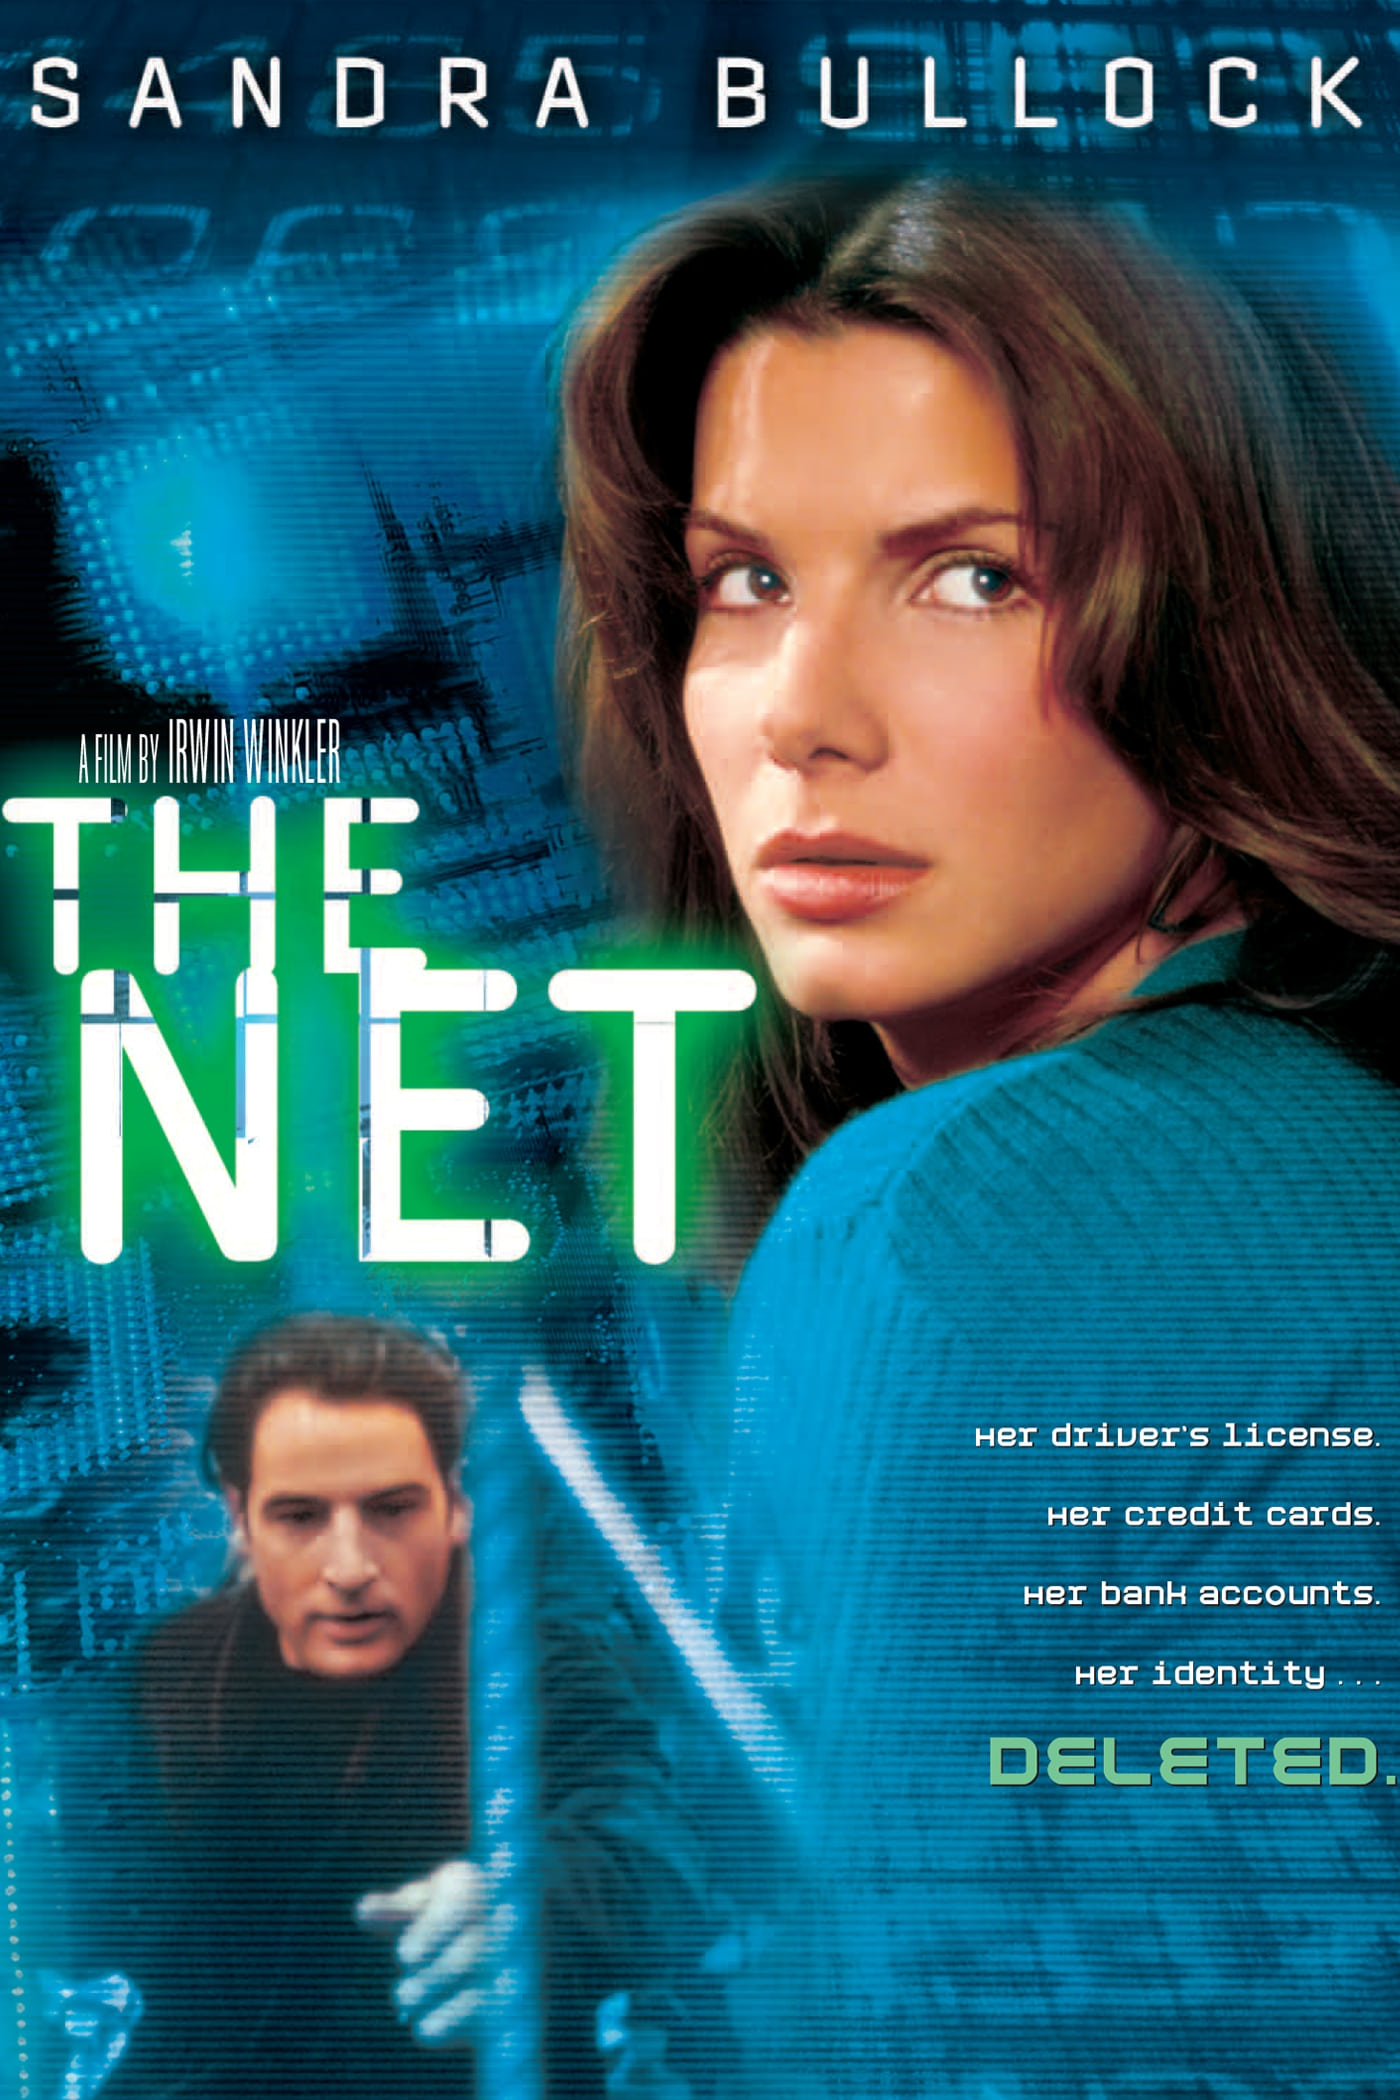 SANDRA BULLOCK
A FILM BY IRWIN WINKLER
THE
NET
Her driver's license.
Her credit cards.
Her bank accounts.
Her identity...
DELETED.